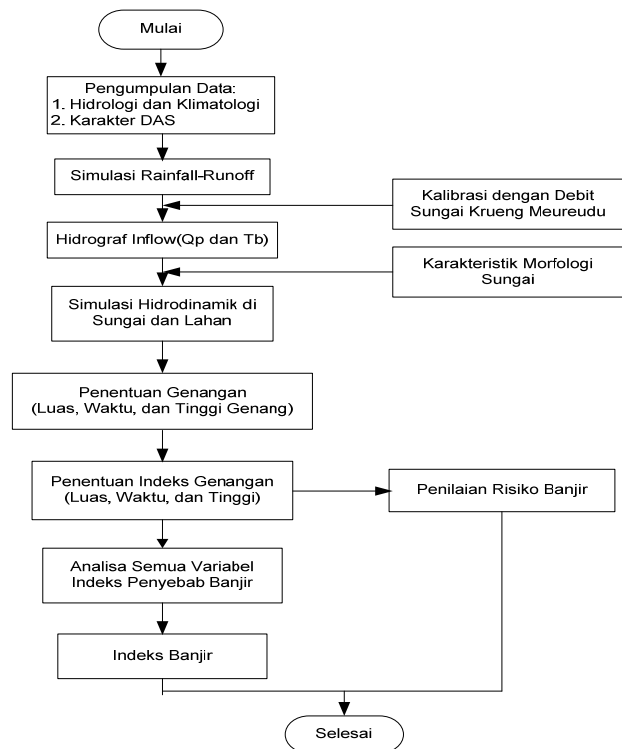 Mulai
Pengumpulan Data:
1. Hidrologi dan Klimatologi
2. Karakter DAS
Simulasi Rainfall-Runoff
Kalibrasi dengan Debit
Sungai Krueng Meureudu
Hidrograf Inflow(Qp dan Tb)
Karakteristik Morfologi
Sungai
Simulasi Hidrodinamik di
Sungai dan Lahan
Penentuan Genangan
(Luas, Waktu, dan Tinggi Genang)
Penentuan Indeks Genangan
(Luas, Waktu, dan Tinggi)
Penilaian Risiko Banjir
Analisa Semua Variabel
Indeks Penyebab Banjir
Indeks Banjir
Selesai